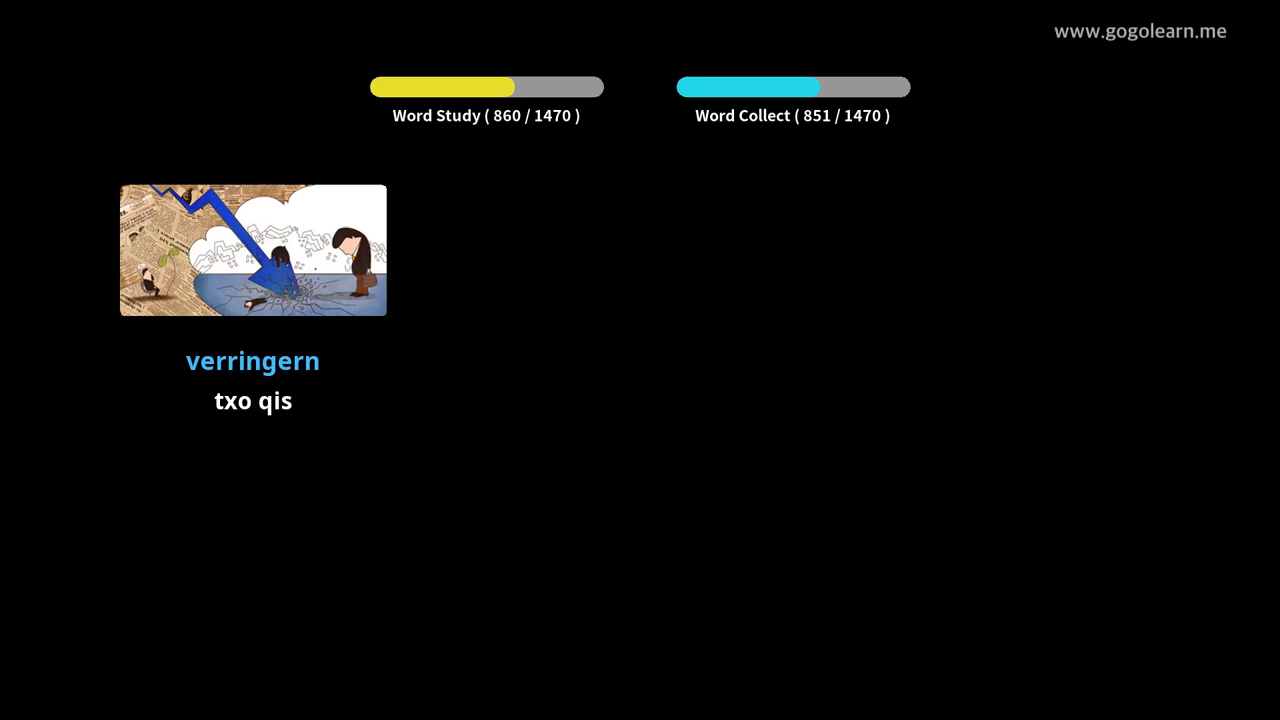 www.gogolearn.me
Word Study ( 860 / 1470 )
Word Collect ( 851 / 1470 )
verringern
txo qis